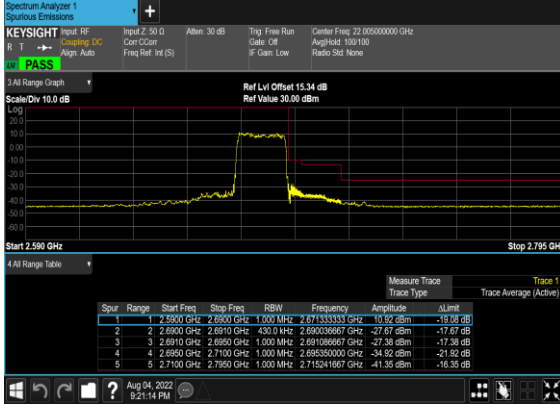 Spectrum Analyzer 1
Spurious Emissions
+
KEYSIGHT Input: RF Input Z: 50 Ω Atten: 30 dB Trig: Free Run Center Freq: 22.005000000 GHz
R T Coupling: DC Corr CCorr Gate: Off Avg|Hold: 100/100
Align: Auto Freq Ref: Int (S) IF Gain: Low Radio Std: None
PASS
3 All Range Graph
Ref Lvl Offset 15.34 dB
Scale/Div 10.0 dB Ref Value 30.00 dBm
Log
20.0
10.0
0.00
-10.0
-20.0
-30.0
-40.0
-50.0
-60.0
Start 2.590 GHz Stop 2.795 GH
4 All Range Table
Measure Trace Trace 1
Trace Type Trace Average (Active)
Spur Range Start Freq Stop Freq RBW Frequency Amplitude ΔLimit
1 1 2.5900 GHz 2.6900 GHz 1.000 MHz 2.671333333 GHz 10.92 dBm -19.08 dB
2 2 2.6900 GHz 2.6910 GHz 430.0 kHz 2.690036667 GHz -27.67 dBm -17.67 dB
3 3 2.6910 GHz 2.6950 GHz 1.000 MHz 2.691086667 GHz -27.38 dBm -17.38 dB
4 4 2.6950 GHz 2.7100 GHz 1.000 MHz 2.695350000 GHz -34.92 dBm -21.92 dB
5 5 2.7100 GHz 2.7950 GHz 1.000 MHz 2.715241667 GHz -41.35 dBm -16.35 dB
? Aug 04, 2022
9:21:14 PM